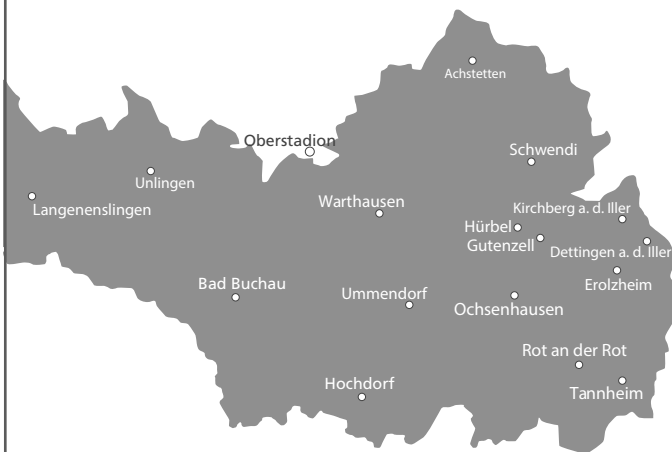 Achstetten
Oberstadion
Schwendi
Unlingen
Langenenslingen
Warthausen
Kirchberg a. d. Iller
Hürbel
Gutenzell
Dettingen a. d. Iller
Bad Buchau
Ummendorf
Erolzheim
Ochsenhausen
Rot an der Rot
Hochdorf
Tannheim